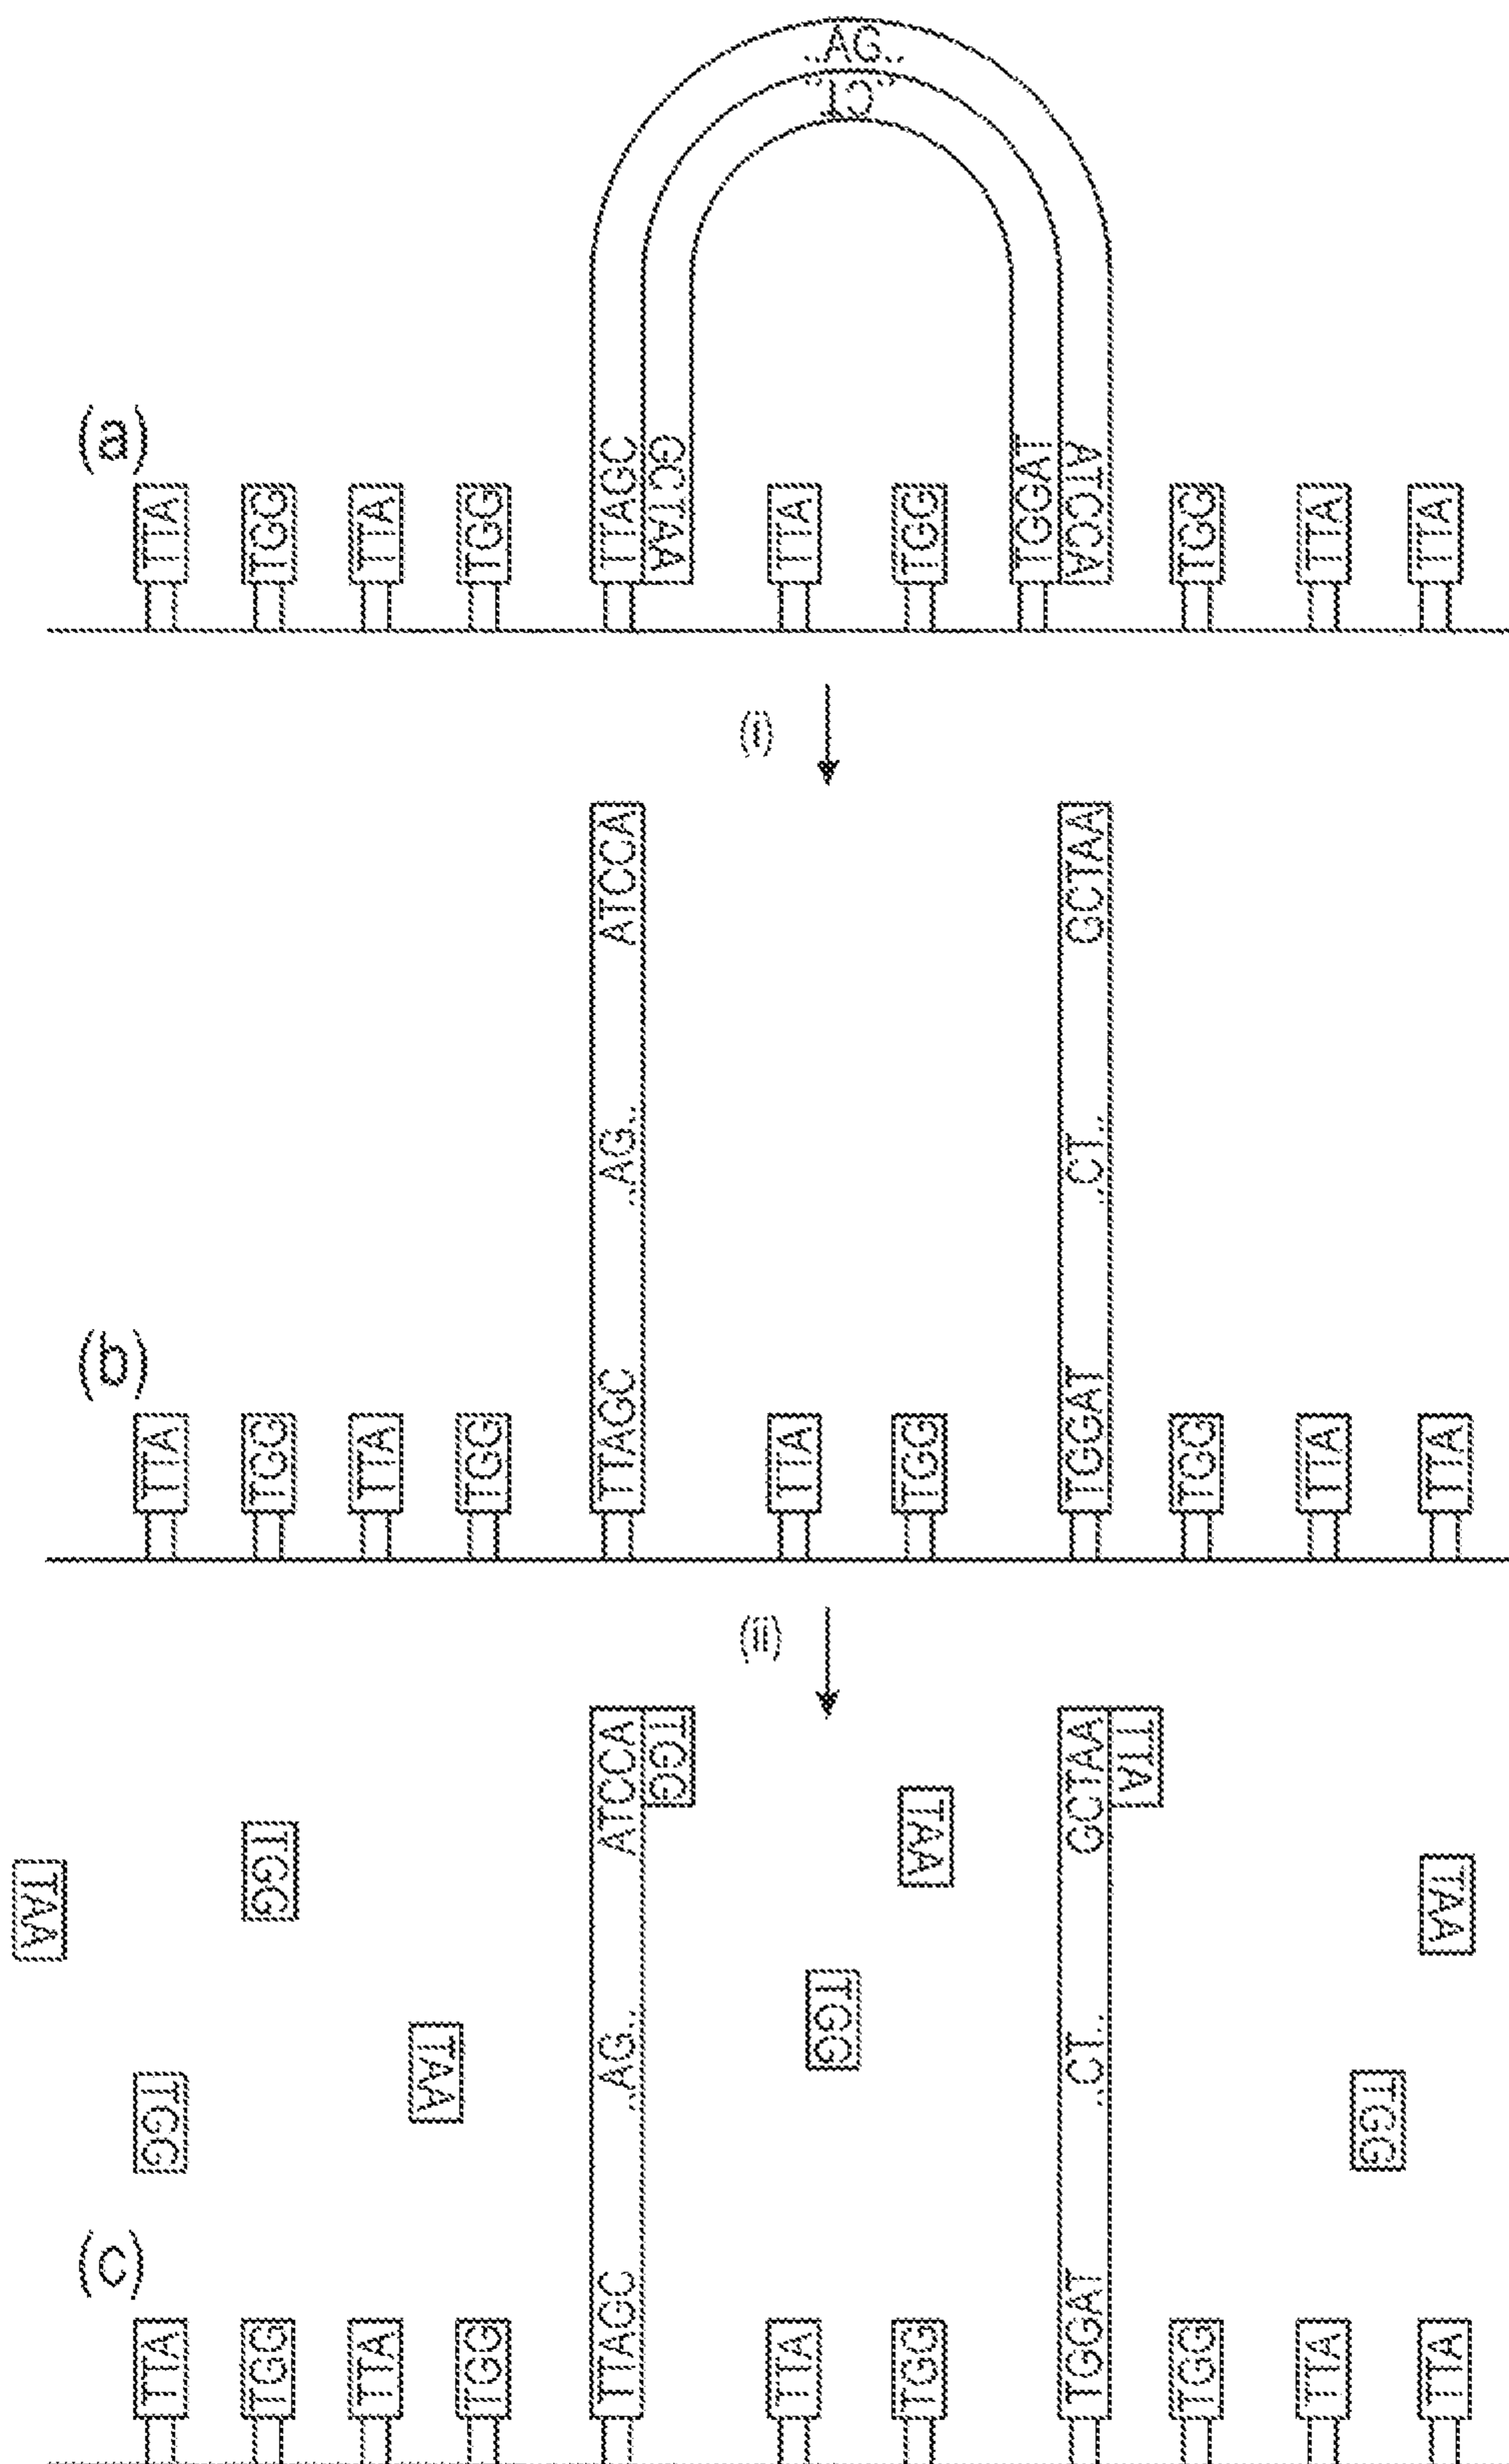 ..AG..
..CT..
(a)
TTA
TGG
TTA
TGG
TTAGC
GCTAA
TTA
TGG
TGGAT
ATCCA
TGG
TTA
TTA
(i)
ATCCA
GCTAA
..AG..
..CT..
(b)
TTA
TGG
TTA
TGG
TTAGC
TTA
TGG
TGGAT
TGG
TTA
TTA
(ii)
ATCCA
TGG
GCTAA
TTA
TAA
TGG
TAA
TAA
TGG
TGG
TAA
..AG..
..CT..
TGG
(c)
TTA
TGG
TTA
TGG
TTAGC
TTA
TGG
TGGAT
TGG
TTA
TTA